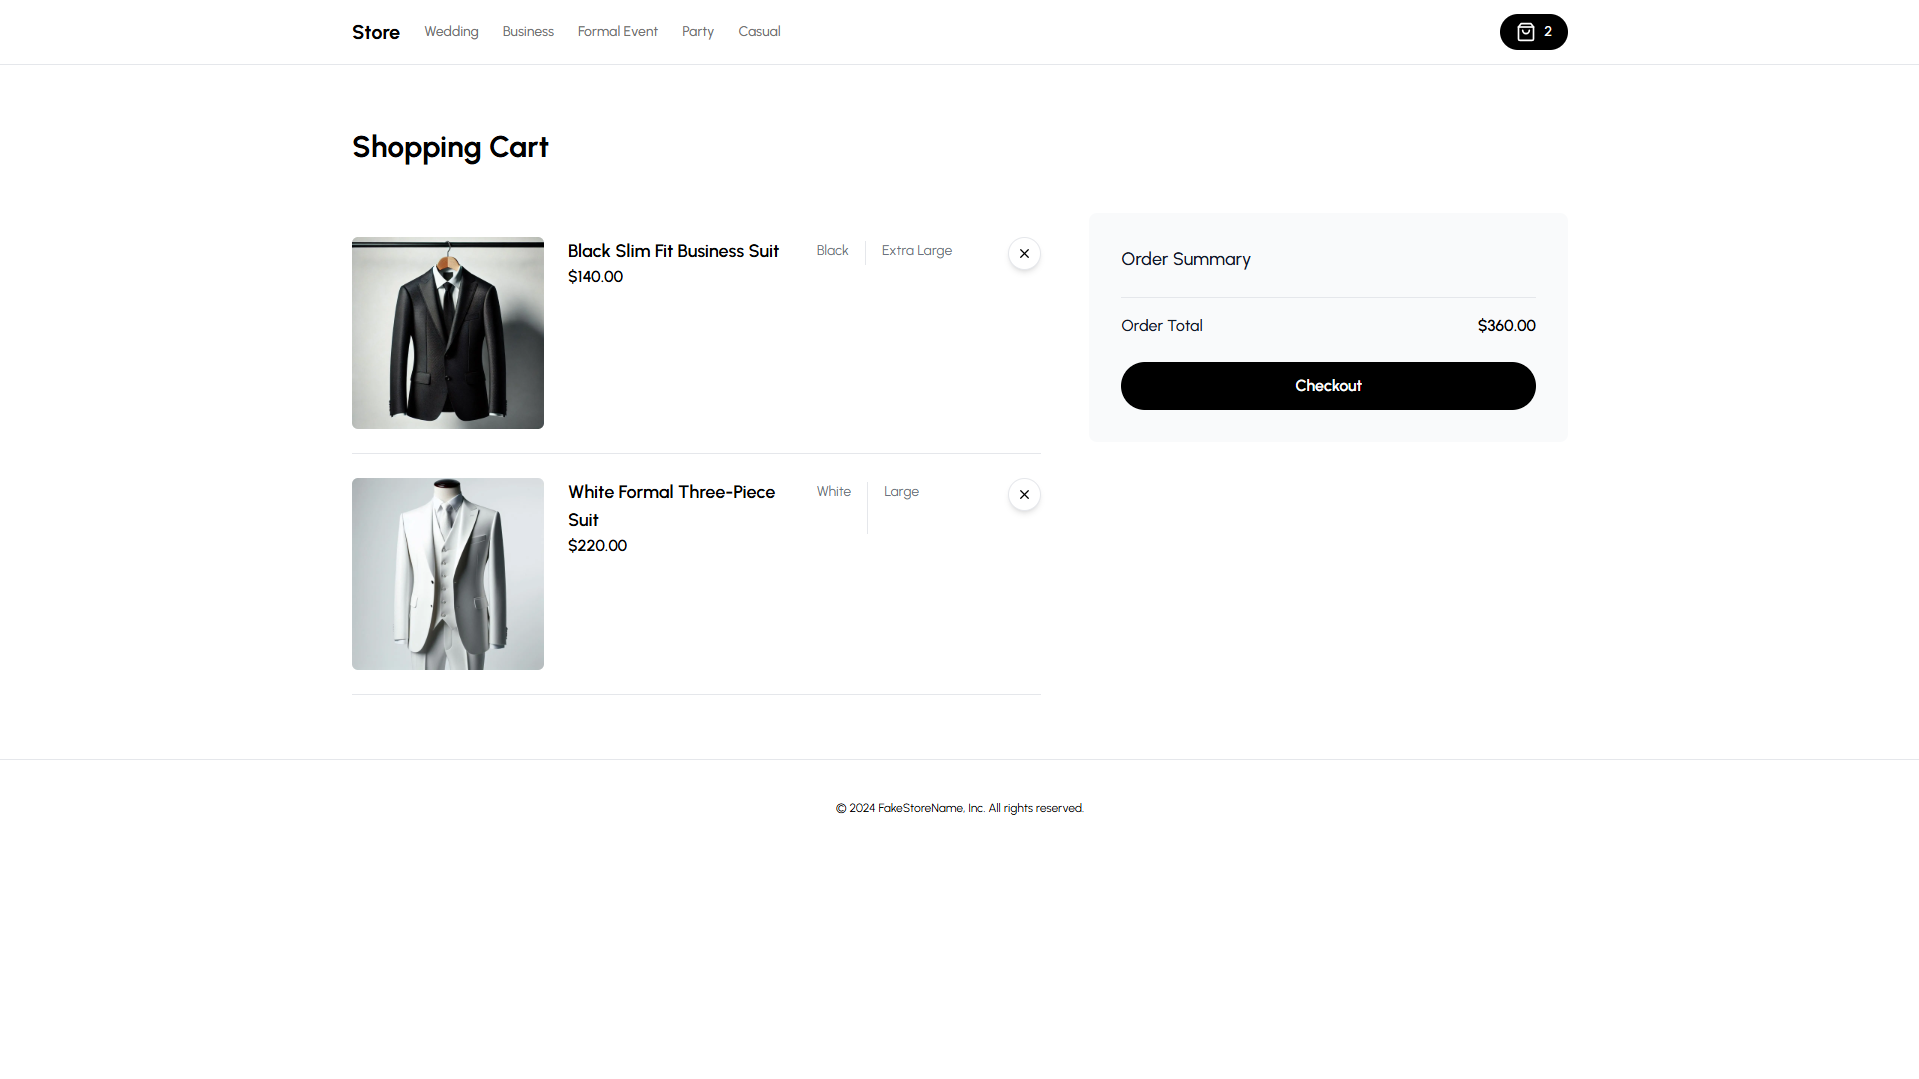 Store Wedding Business Formal Event Party Casual 2
Shopping Cart
Black Slim Fit Business Suit Black Extra Large
$140.00
White Formal Three-Piece White Large
Suit
$220.00
Order Summary
Order Total $360.00
Checkout
© 2024 FakeStoreName, Inc. All rights reserved.